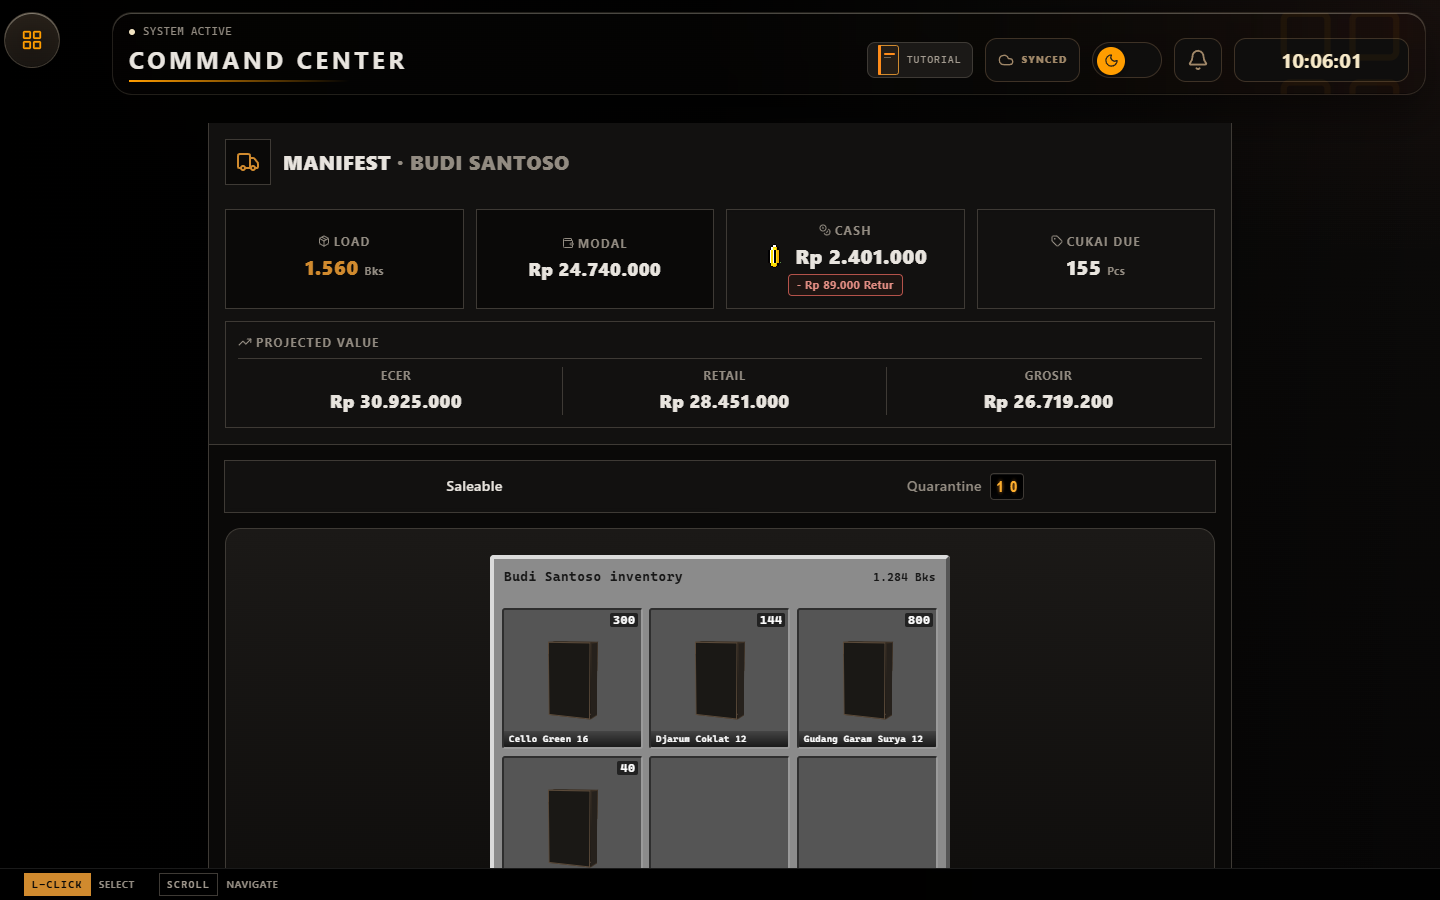 SYSTEM ACTIVE
COMMAND CENTER
TUTORIAL
SYNCED
10:06:01
MANIFEST · BUDI SANTOSO
LOAD
1.560 Bks
MODAL
Rp 24.740.000
CASH
Rp 2.401.000
- Rp 89.000 Retur
CUKAI DUE
155 Pcs
PROJECTED VALUE
ECER
Rp 30.925.000
RETAIL
Rp 28.451.000
GROSIR
Rp 26.719.200
Saleable
Quarantine 10
Budi Santoso inventory
1.284 Bks
300
Cello Green 16
144
Djarum Coklat 12
800
Gudang Garam Surya 12
40
L-CLICK SELECT
SCROLL NAVIGATE